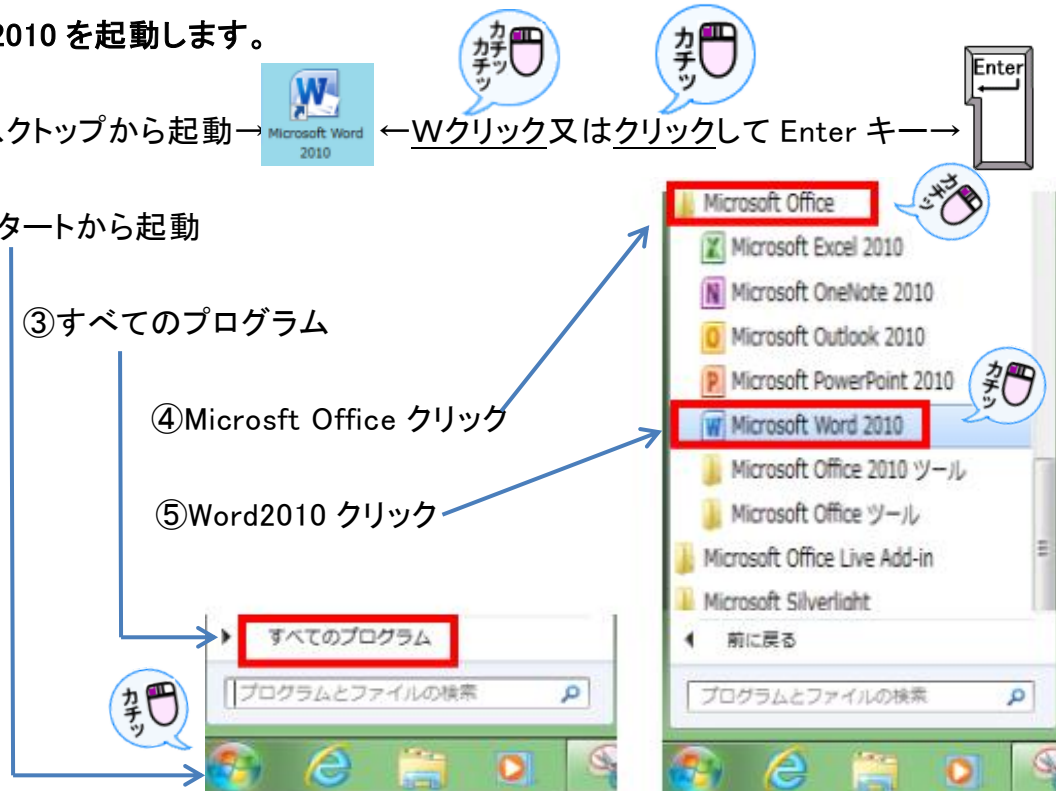 2010 を起動します。
カチッ
カチッ
カチッ
Enter
スクトップから起動→
Microsoft Word
2010
←Wクリック又はクリックして Enter キー→
タートから起動
③すべてのプログラム
④Microsft Office クリック
⑤Word2010 クリック
Microsoft Office
カチッ
Microsoft Excel 2010
Microsoft OneNote 2010
Microsoft Outlook 2010
Microsoft PowerPoint 2010
カチッ
Microsoft Word 2010
Microsoft Office 2010 ツール
Microsoft Office ツール
Microsoft Office Live Add-in
Microsoft Silverlight
前に戻る
プログラムとファイルの検索
すべてのプログラム
プログラムとファイルの検索
カチッ